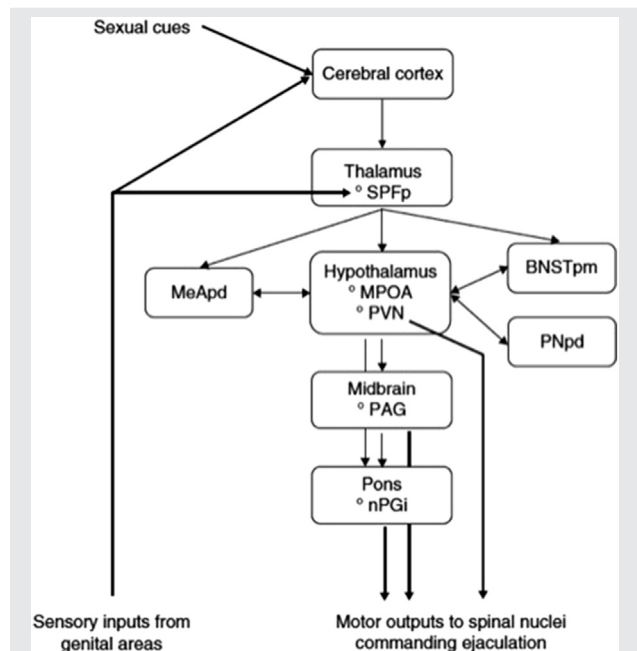 Sexual cues
Cerebral cortex
Thalamus
° SPFp
MeApd
Hypothalamus
° MPOA
° PVN
BNSTpm
PNpd
Midbrain
° PAG
Pons
° nPGi
Sensory inputs from
genital areas
Motor outputs to spinal nuclei
commanding ejaculation